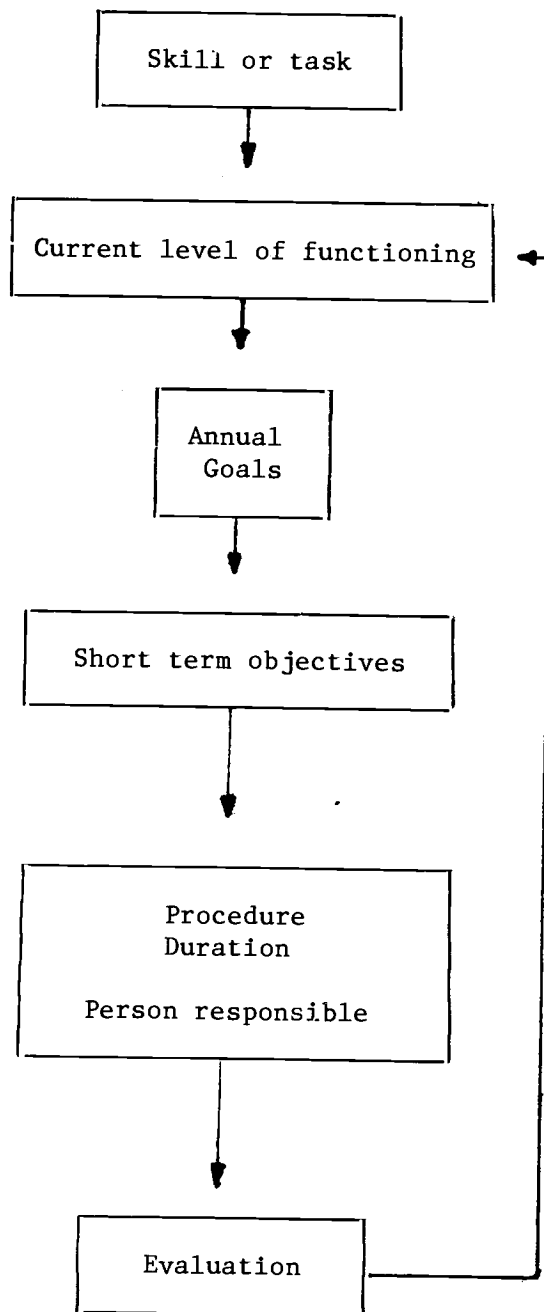 Skill or task
Current level of functioning
Annual
Goals
Short term objectives
Procedure
Duration
Person responsible
Evaluation